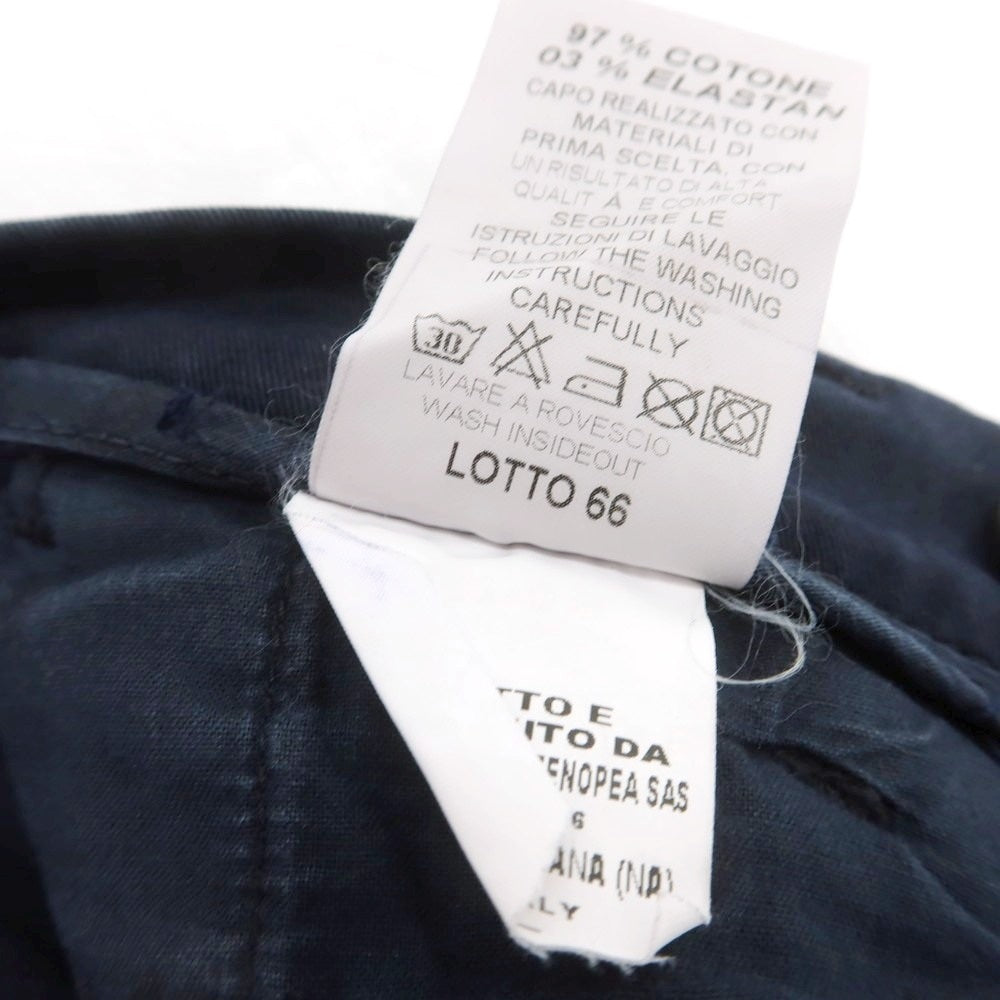 97 % COTONE
03 % ELASTAN
CAPO REALIZZATO CON
MATERIALI DI
PRIMA SCELTA, CON
UN RISULTATO DI ALTA
QUALIT À E COMFORT
SEGUIRE LE
ISTRUZIONI DI LAVAGGIO
FOLLOW THE WASHING
INSTRUCTIONS
CAREFULLY
30
LAVARE A ROVESCIO
WASH INSIDEOUT
LOTTO 66
TTO E
ITO DA
ENOPEA SAS
6
ANA (NA)
LY